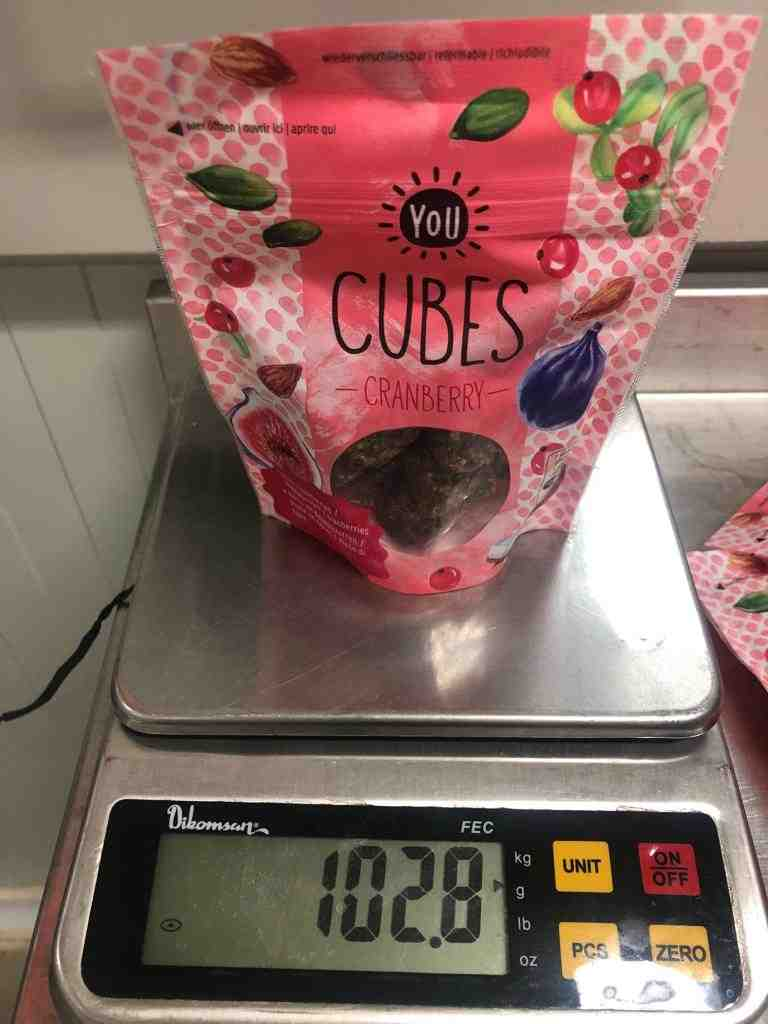 wiederverschliessbar | refermable | richiudibile
hier öffnen | ouvrir ici | aprire qui
YoU
CUBES
CRANBERRY
Dikomsan
FEC
102.8
kg
g
lb
oz
UNIT
ON
OFF
PCS
ZERO